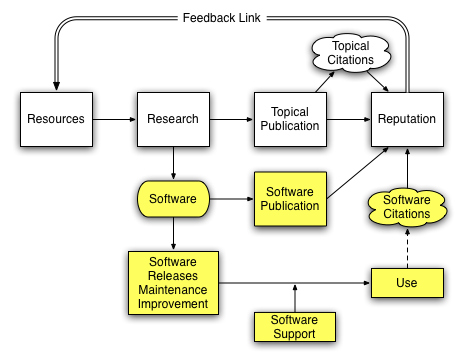 Feedback Link
Topical
Citations
Resources
Research
Topical
Publication
Reputation
Software
Software
Publication
Software
Citations
Software
Releases
Maintenance
Improvement
Use
Software
Support